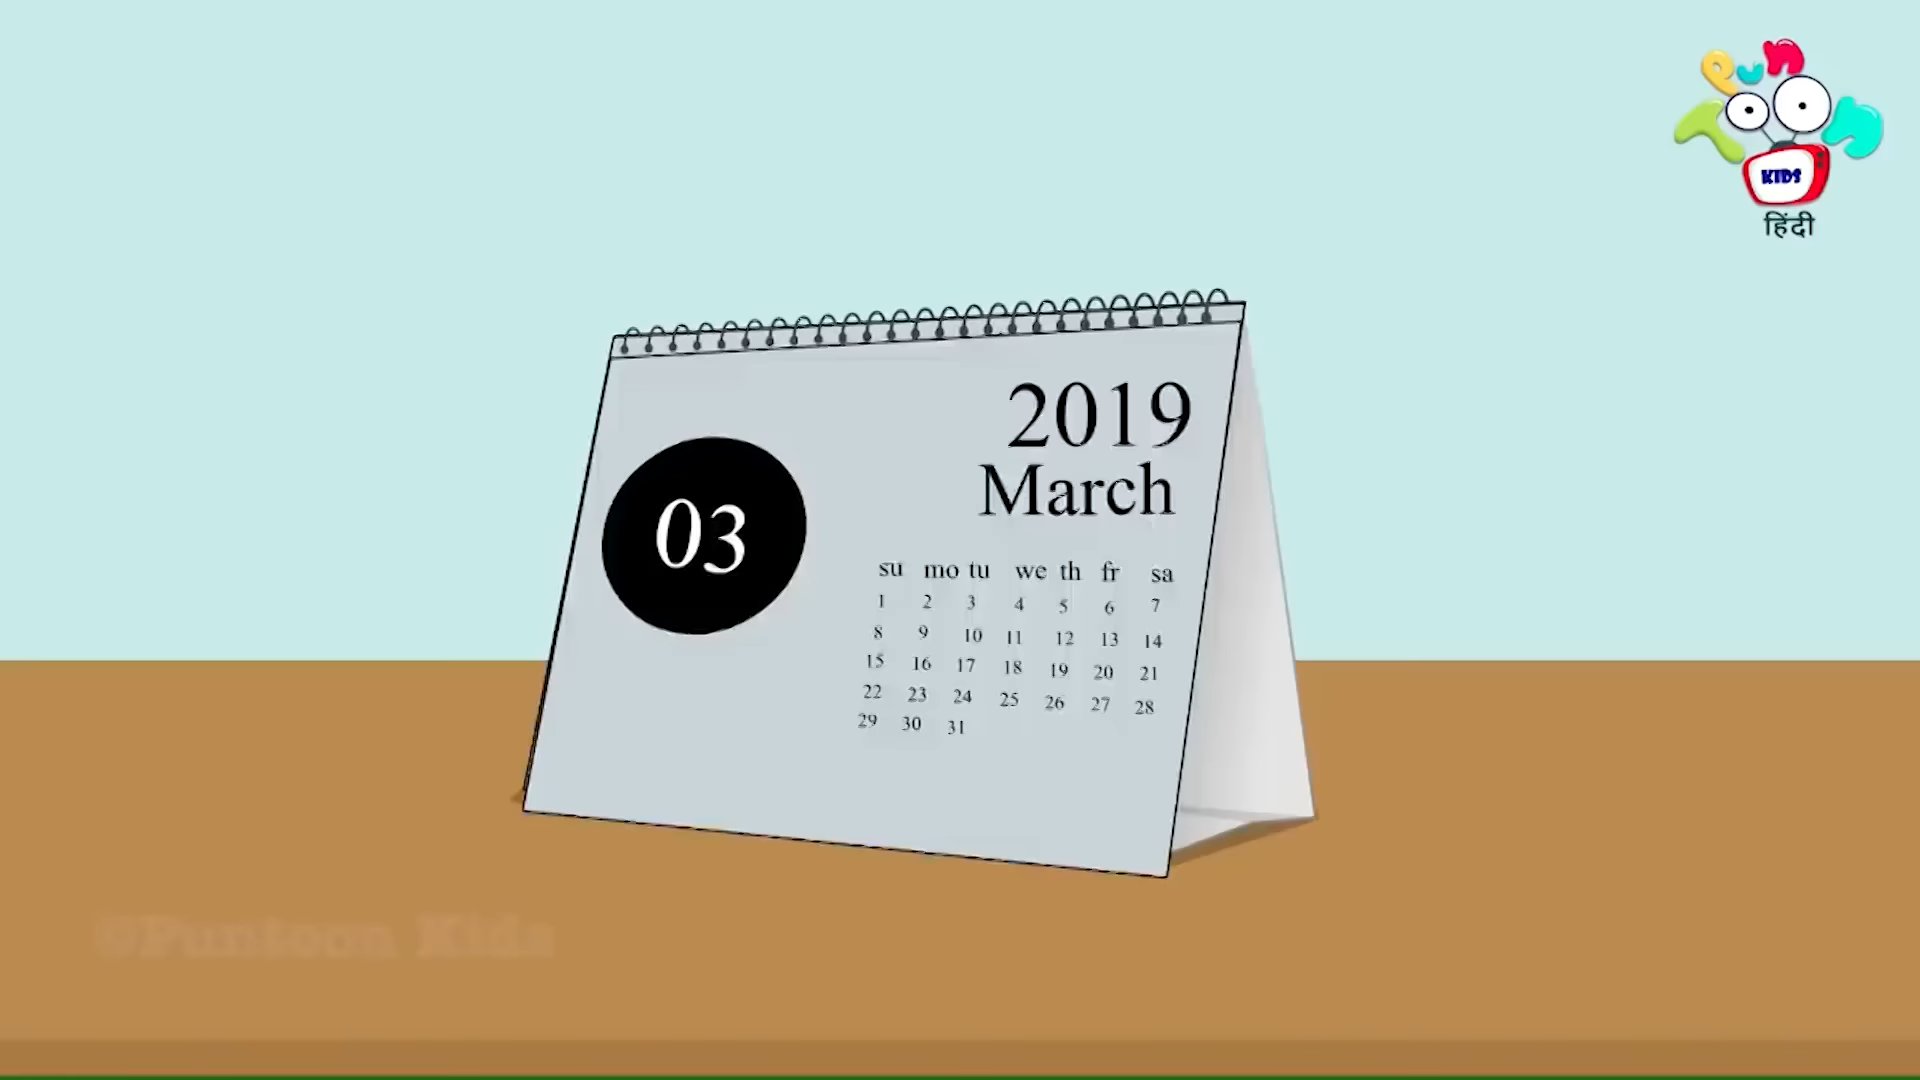 Pun
Toon
KIDS
हिंदी
2019
March
03
su mo tu we th fr sa
1 2 3 4 5 6 7
8 9 10 11 12 13 14
15 16 17 18 19 20 21
22 23 24 25 26 27 28
29 30 31
©Puntoon Kids